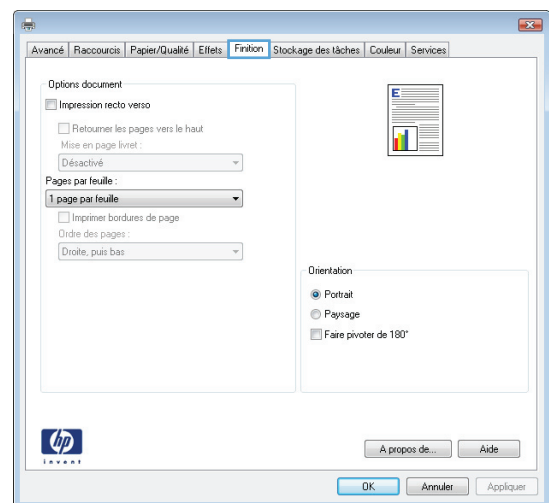 Avancé Raccourcis Papier/Qualité Effets Finition Stockage des tâches Couleur Services
Options document
Impression recto verso
Retourner les pages vers le haut
Mise en page livret :
Désactivé
Pages par feuille :
1 page par feuille
Imprimer bordures de page
Ordre des pages :
Droite, puis bas
E
Orientation
Portrait
Paysage
Faire pivoter de 180°
hp
invent
A propos de... Aide
OK Annuler Appliquer